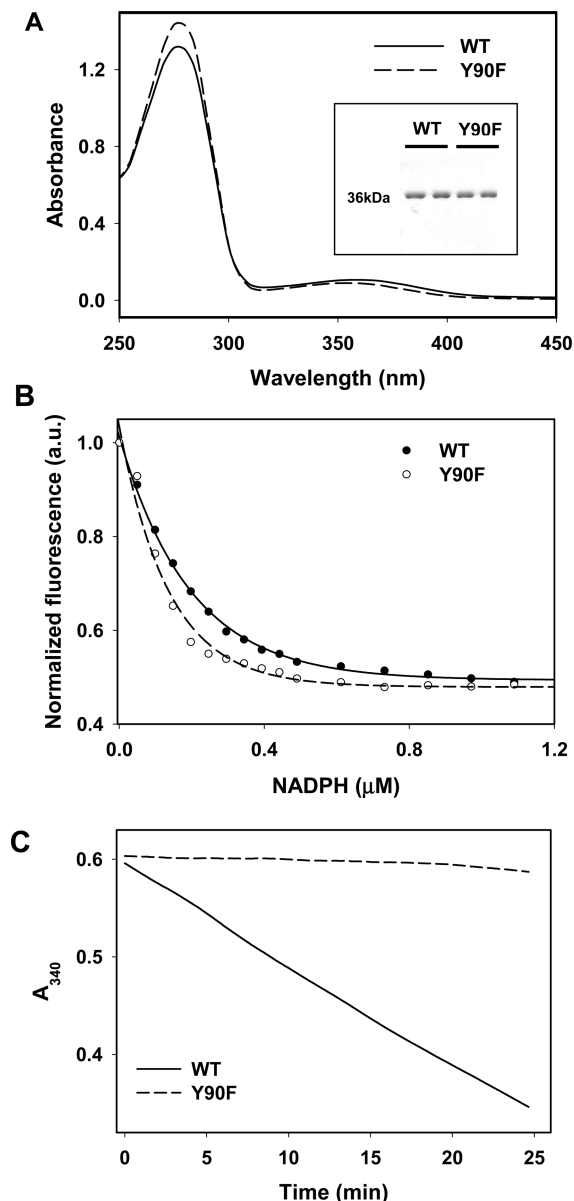 A
WT
Y90F
1.2
0.8
0.4
0.0
Absorbance
WT Y90F
36kDa
250 300 350 400 450
Wavelength (nm)
B
WT
Y90F
1.0
0.8
0.6
0.4
Normalized fluorescence (a.u.)
0.0 0.4 0.8 1.2
NADPH (μM)
C
0.6
0.5
0.4
A340
WT
Y90F
0 5 10 15 20 25
Time (min)